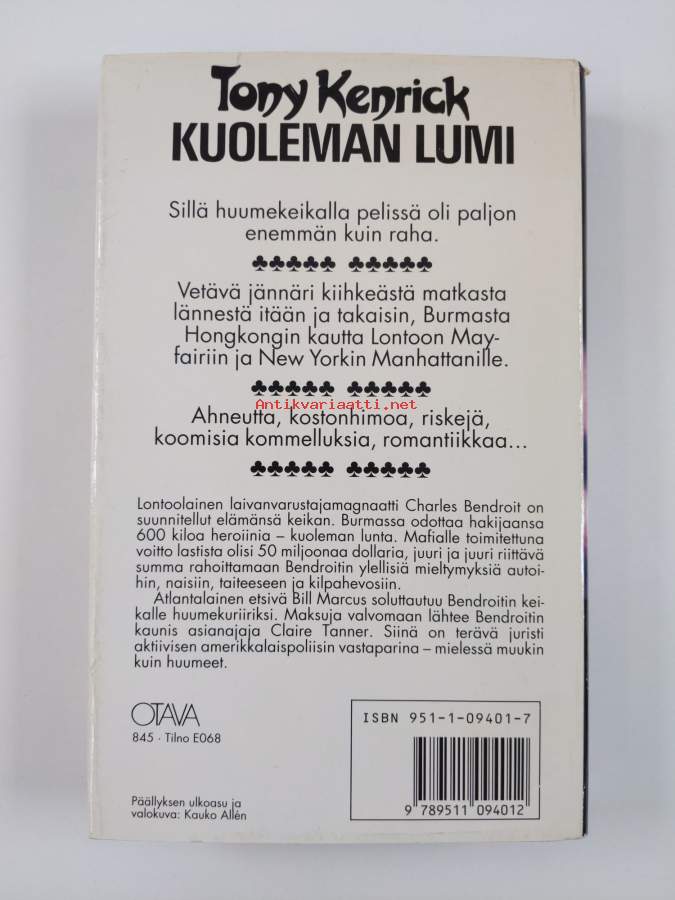 Tony Kenrick
KUOLEMAN LUMI
Sillä huumekeikalla pelissä oli paljon
enemmän kuin raha.
♣♣♣♣♣ ♣♣♣♣♣
Vetävä jännäri kiihkeästä matkasta
lännestä itään ja takaisin, Burmasta
Hongkongin kautta Lontoon May-
fairiin ja New Yorkin Manhattanille.
♣♣♣♣♣ ♣♣♣♣♣
Antikvariaatti.net
Ahneutta, kostonhimoa, riskejä,
koomisia kommelluksia, romantiikkaa...
♣♣♣♣♣ ♣♣♣♣♣
Lontoolainen laivanvarustajamagnaatti Charles Bendroit on
suunnitellut elämänsä keikan. Burmassa odottaa hakijaansa
600 kiloa heroiinia – kuoleman lunta. Mafialle toimitettuna
voitto lastista olisi 50 miljoonaa dollaria, juuri ja juuri riittävä
summa rahoittamaan Bendroitin ylellisiä mieltymyksiä autoi-
hin, naisiin, taiteeseen ja kilpahevosiin.
Atlantalainen etsivä Bill Marcus soluttautuu Bendroitin kei-
kalle huumekuriiriksi. Maksuja valvomaan lähtee Bendroitin
kaunis asianajaja Claire Tanner. Siinä on terävä juristi
aktiivisen amerikkalaispoliisin vastaparina – mielessä muukin
kuin huumeet.
OTAVA
845 · Tilno E068
ISBN 951-1-09401-7
9 789511 094012
Päällyksen ulkoasu ja
valokuva: Kauko Allén